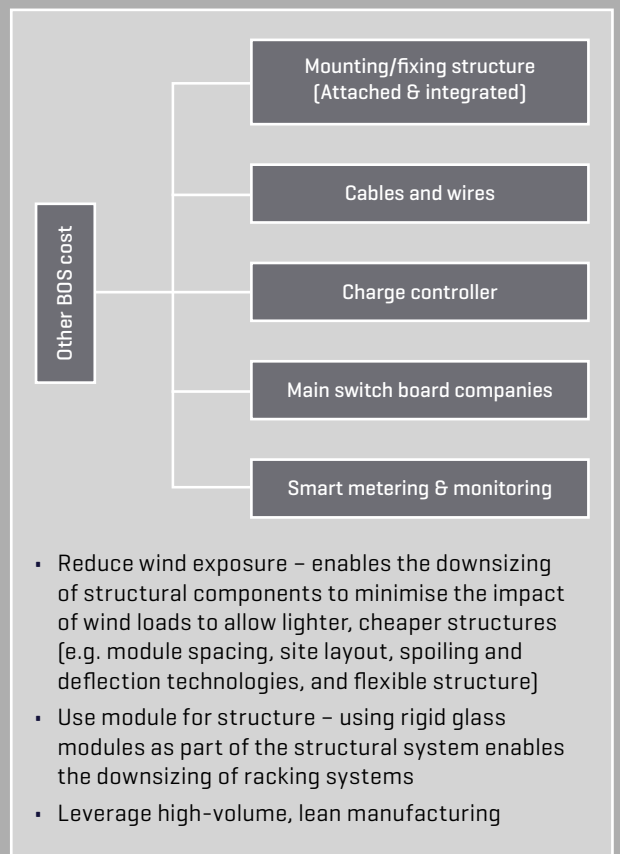 Mounting/fixing structure
(Attached & integrated)
Cables and wires
Other BOS cost
Charge controller
Main switch board companies
Smart metering & monitoring
• Reduce wind exposure – enables the downsizing
of structural components to minimise the impact
of wind loads to allow lighter, cheaper structures
(e.g. module spacing, site layout, spoiling and
deflection technologies, and flexible structure)
• Use module for structure – using rigid glass
modules as part of the structural system enables
the downsizing of racking systems
• Leverage high-volume, lean manufacturing